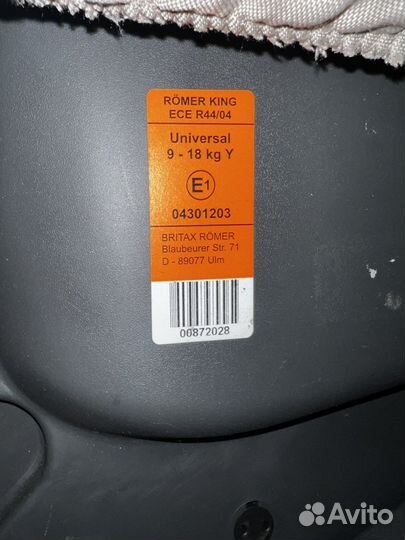 RÖMER KING
ECE R44/04
Universal
9 - 18 kg Y
E1
04301203
BRITAX RÖMER
Blaubeurer Str. 71
D - 89077 Ulm
00872028
Avito